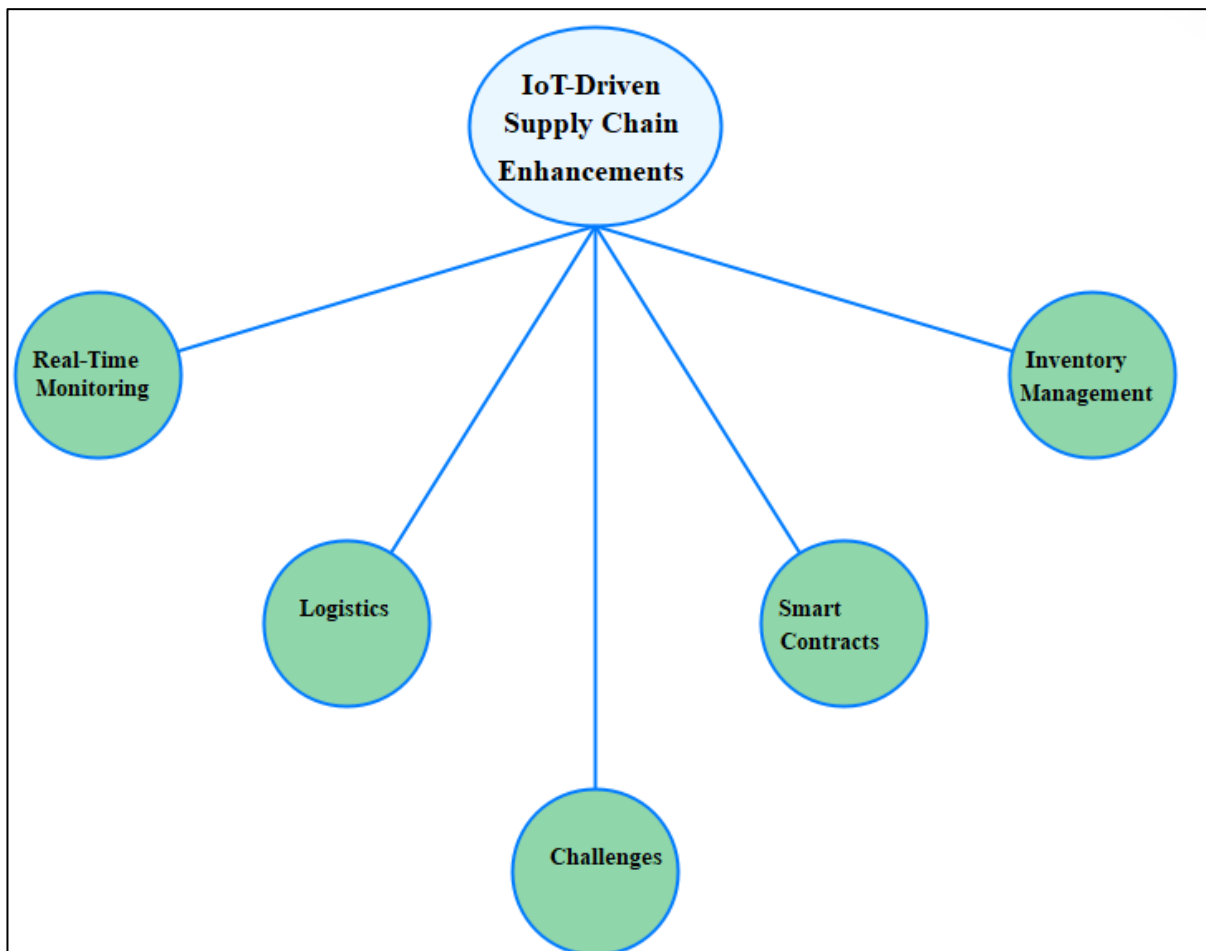 IoT-Driven
Supply Chain
Enhancements
Real-Time
Monitoring
Inventory
Management
Logistics
Smart
Contracts
Challenges